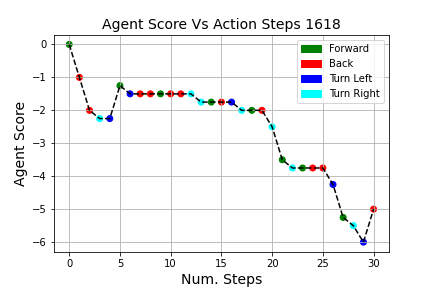 Agent Score Vs Action Steps 1618
Agent Score
0
−1
−2
−3
−4
−5
−6
Forward
Back
Turn Left
Turn Right
0 5 10 15 20 25 30
Num. Steps